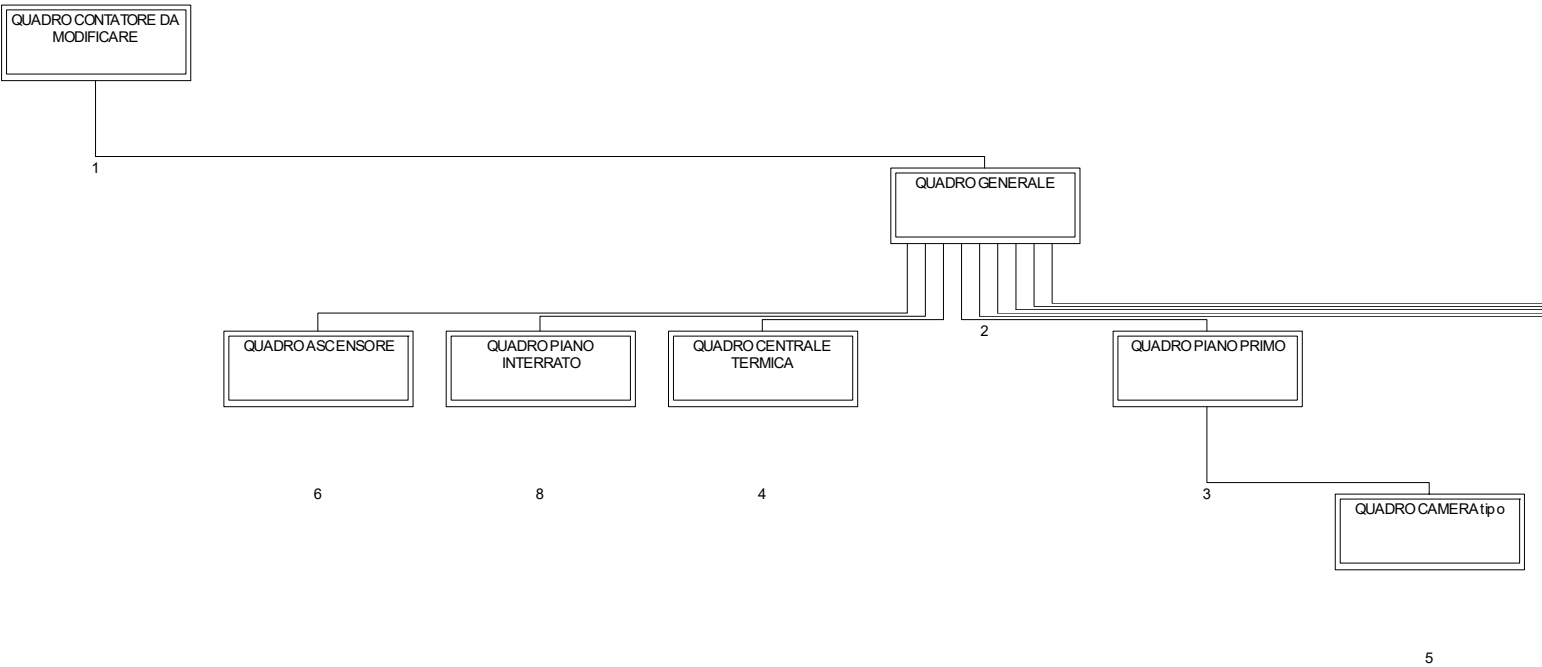 QUADRO CONTATORE DA
MODIFICARE
1
QUADRO GENERALE
2
QUADRO ASCENSORE
QUADRO PIANO
INTERRATO
QUADRO CENTRALE
TERMICA
QUADRO PIANO PRIMO
6
8
4
3
QUADRO CAMERA tipo
5